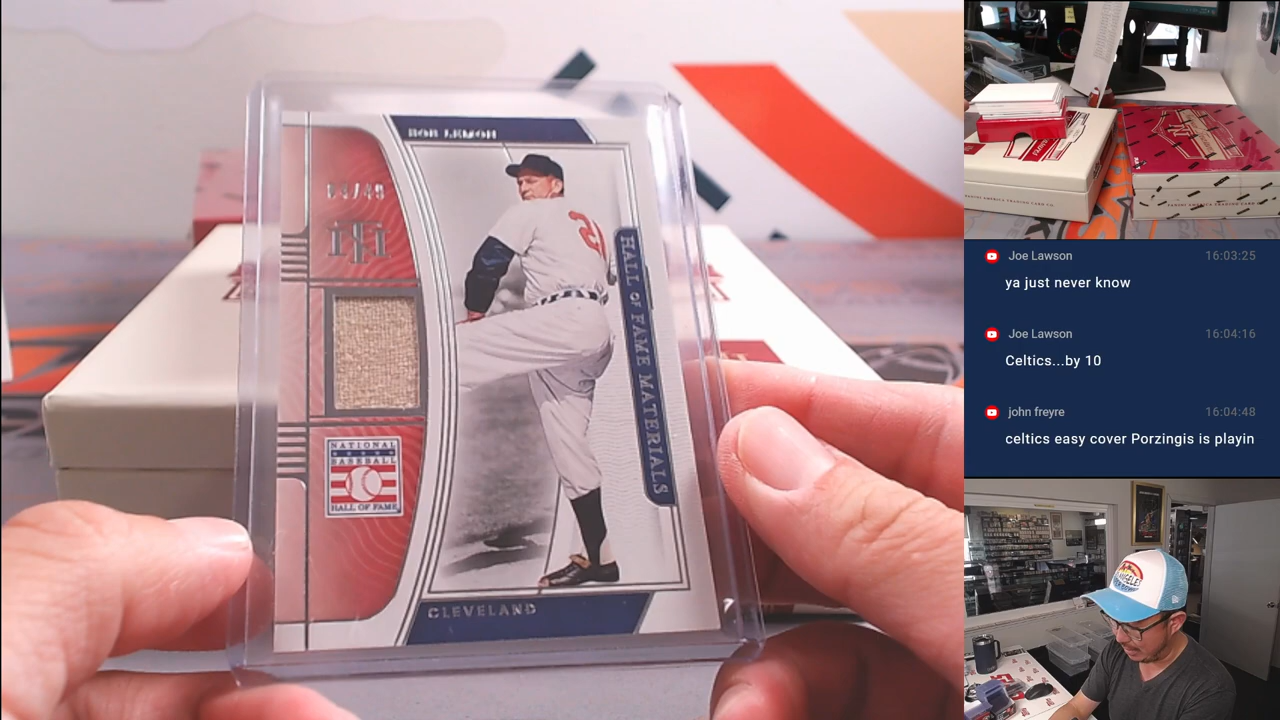 BOB LEMON
21
HALL OF FAME MATERIALS
NATIONAL
BASEBALL
HALL OF FAME
CLEVELAND
Joe Lawson 16:03:25
ya just never know
Joe Lawson 16:04:16
Celtics...by 10
john freyre 16:04:48
celtics easy cover Porzingis is playin